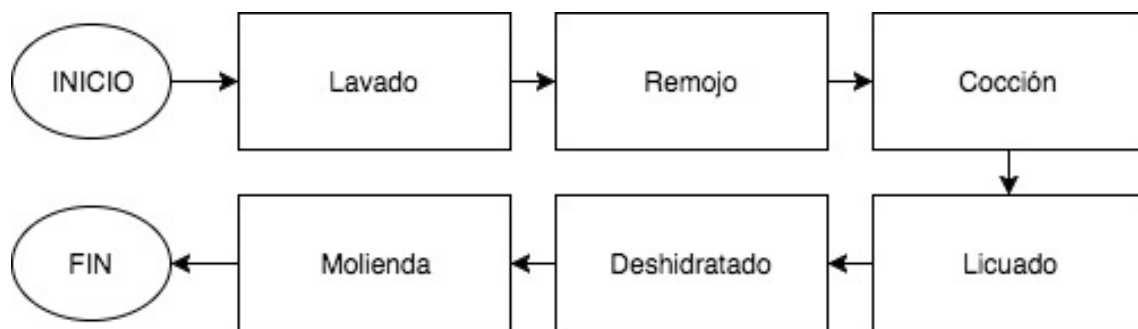 INICIO
Lavado
Remojo
Cocción
Licuado
Deshidratado
Molienda
FIN